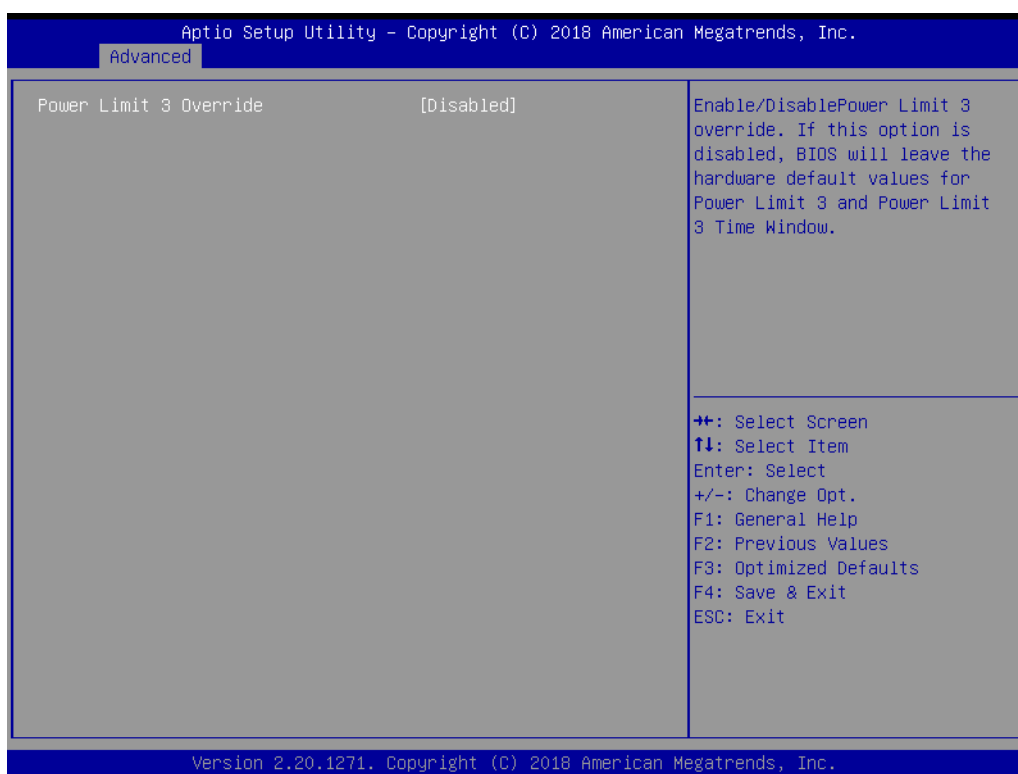 Aptio Setup Utility – Copyright (C) 2018 American Megatrends, Inc.
Advanced
Power Limit 3 Override [Disabled]
Enable/DisablePower Limit 3
override. If this option is
disabled, BIOS will leave the
hardware default values for
Power Limit 3 and Power Limit
3 Time Window.
→←: Select Screen
↑↓: Select Item
Enter: Select
+/-: Change Opt.
F1: General Help
F2: Previous Values
F3: Optimized Defaults
F4: Save & Exit
ESC: Exit
Version 2.20.1271. Copyright (C) 2018 American Megatrends, Inc.